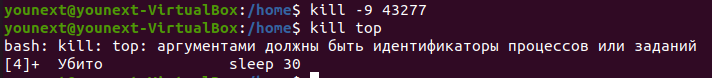 younext@younext-VirtualBox:/home$ kill -9 43277
younext@younext-VirtualBox:/home$ kill top
bash: kill: top: аргументами должны быть идентификаторы процессов или заданий
[4]+  Убито              sleep 30